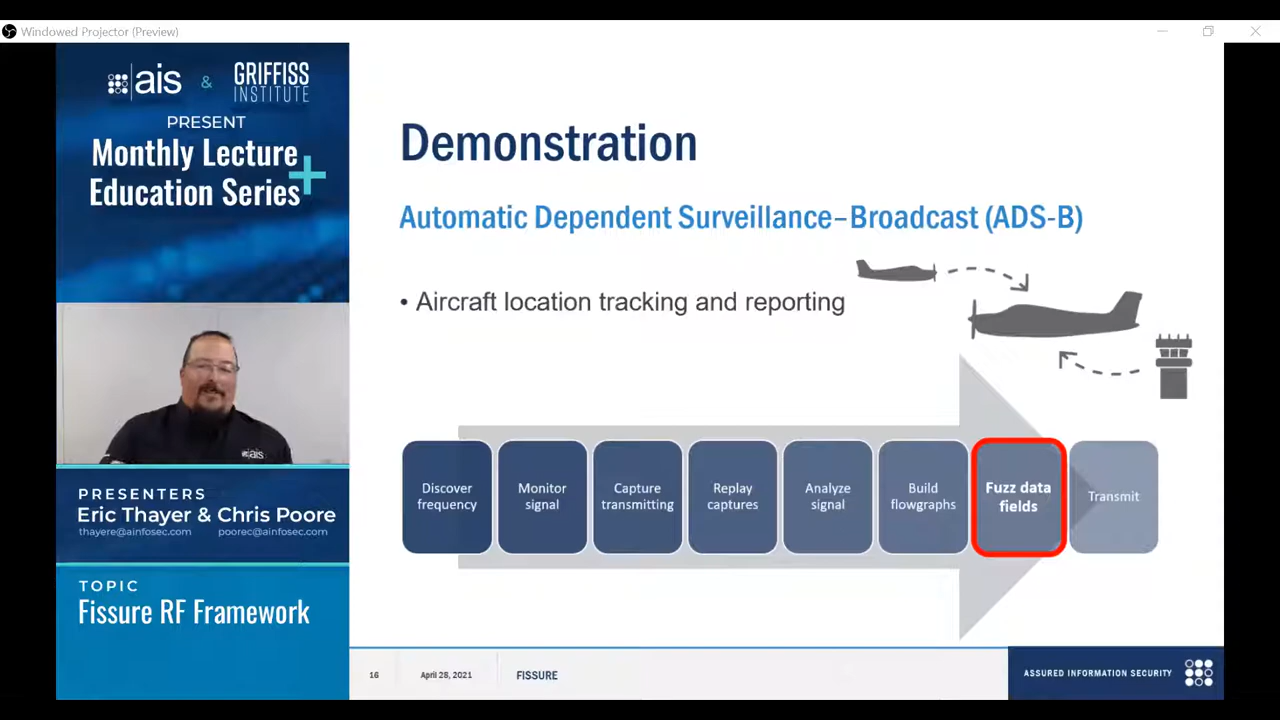 Windowed Projector (Preview)
ais & GRIFFISS INSTITUTE
PRESENT
Monthly Lecture
Education Series+
ais
PRESENTERS
Eric Thayer & Chris Poore
thayere@ainfosec.com poorec@ainfosec.com
TOPIC
Fissure RF Framework
Demonstration
Automatic Dependent Surveillance–Broadcast (ADS-B)
• Aircraft location tracking and reporting
Discover
frequency
Monitor
signal
Capture
transmitting
Replay
captures
Analyze
signal
Build
flowgraphs
Fuzz data
fields
Transmit
16 April 28, 2021 FISSURE
ASSURED INFORMATION SECURITY